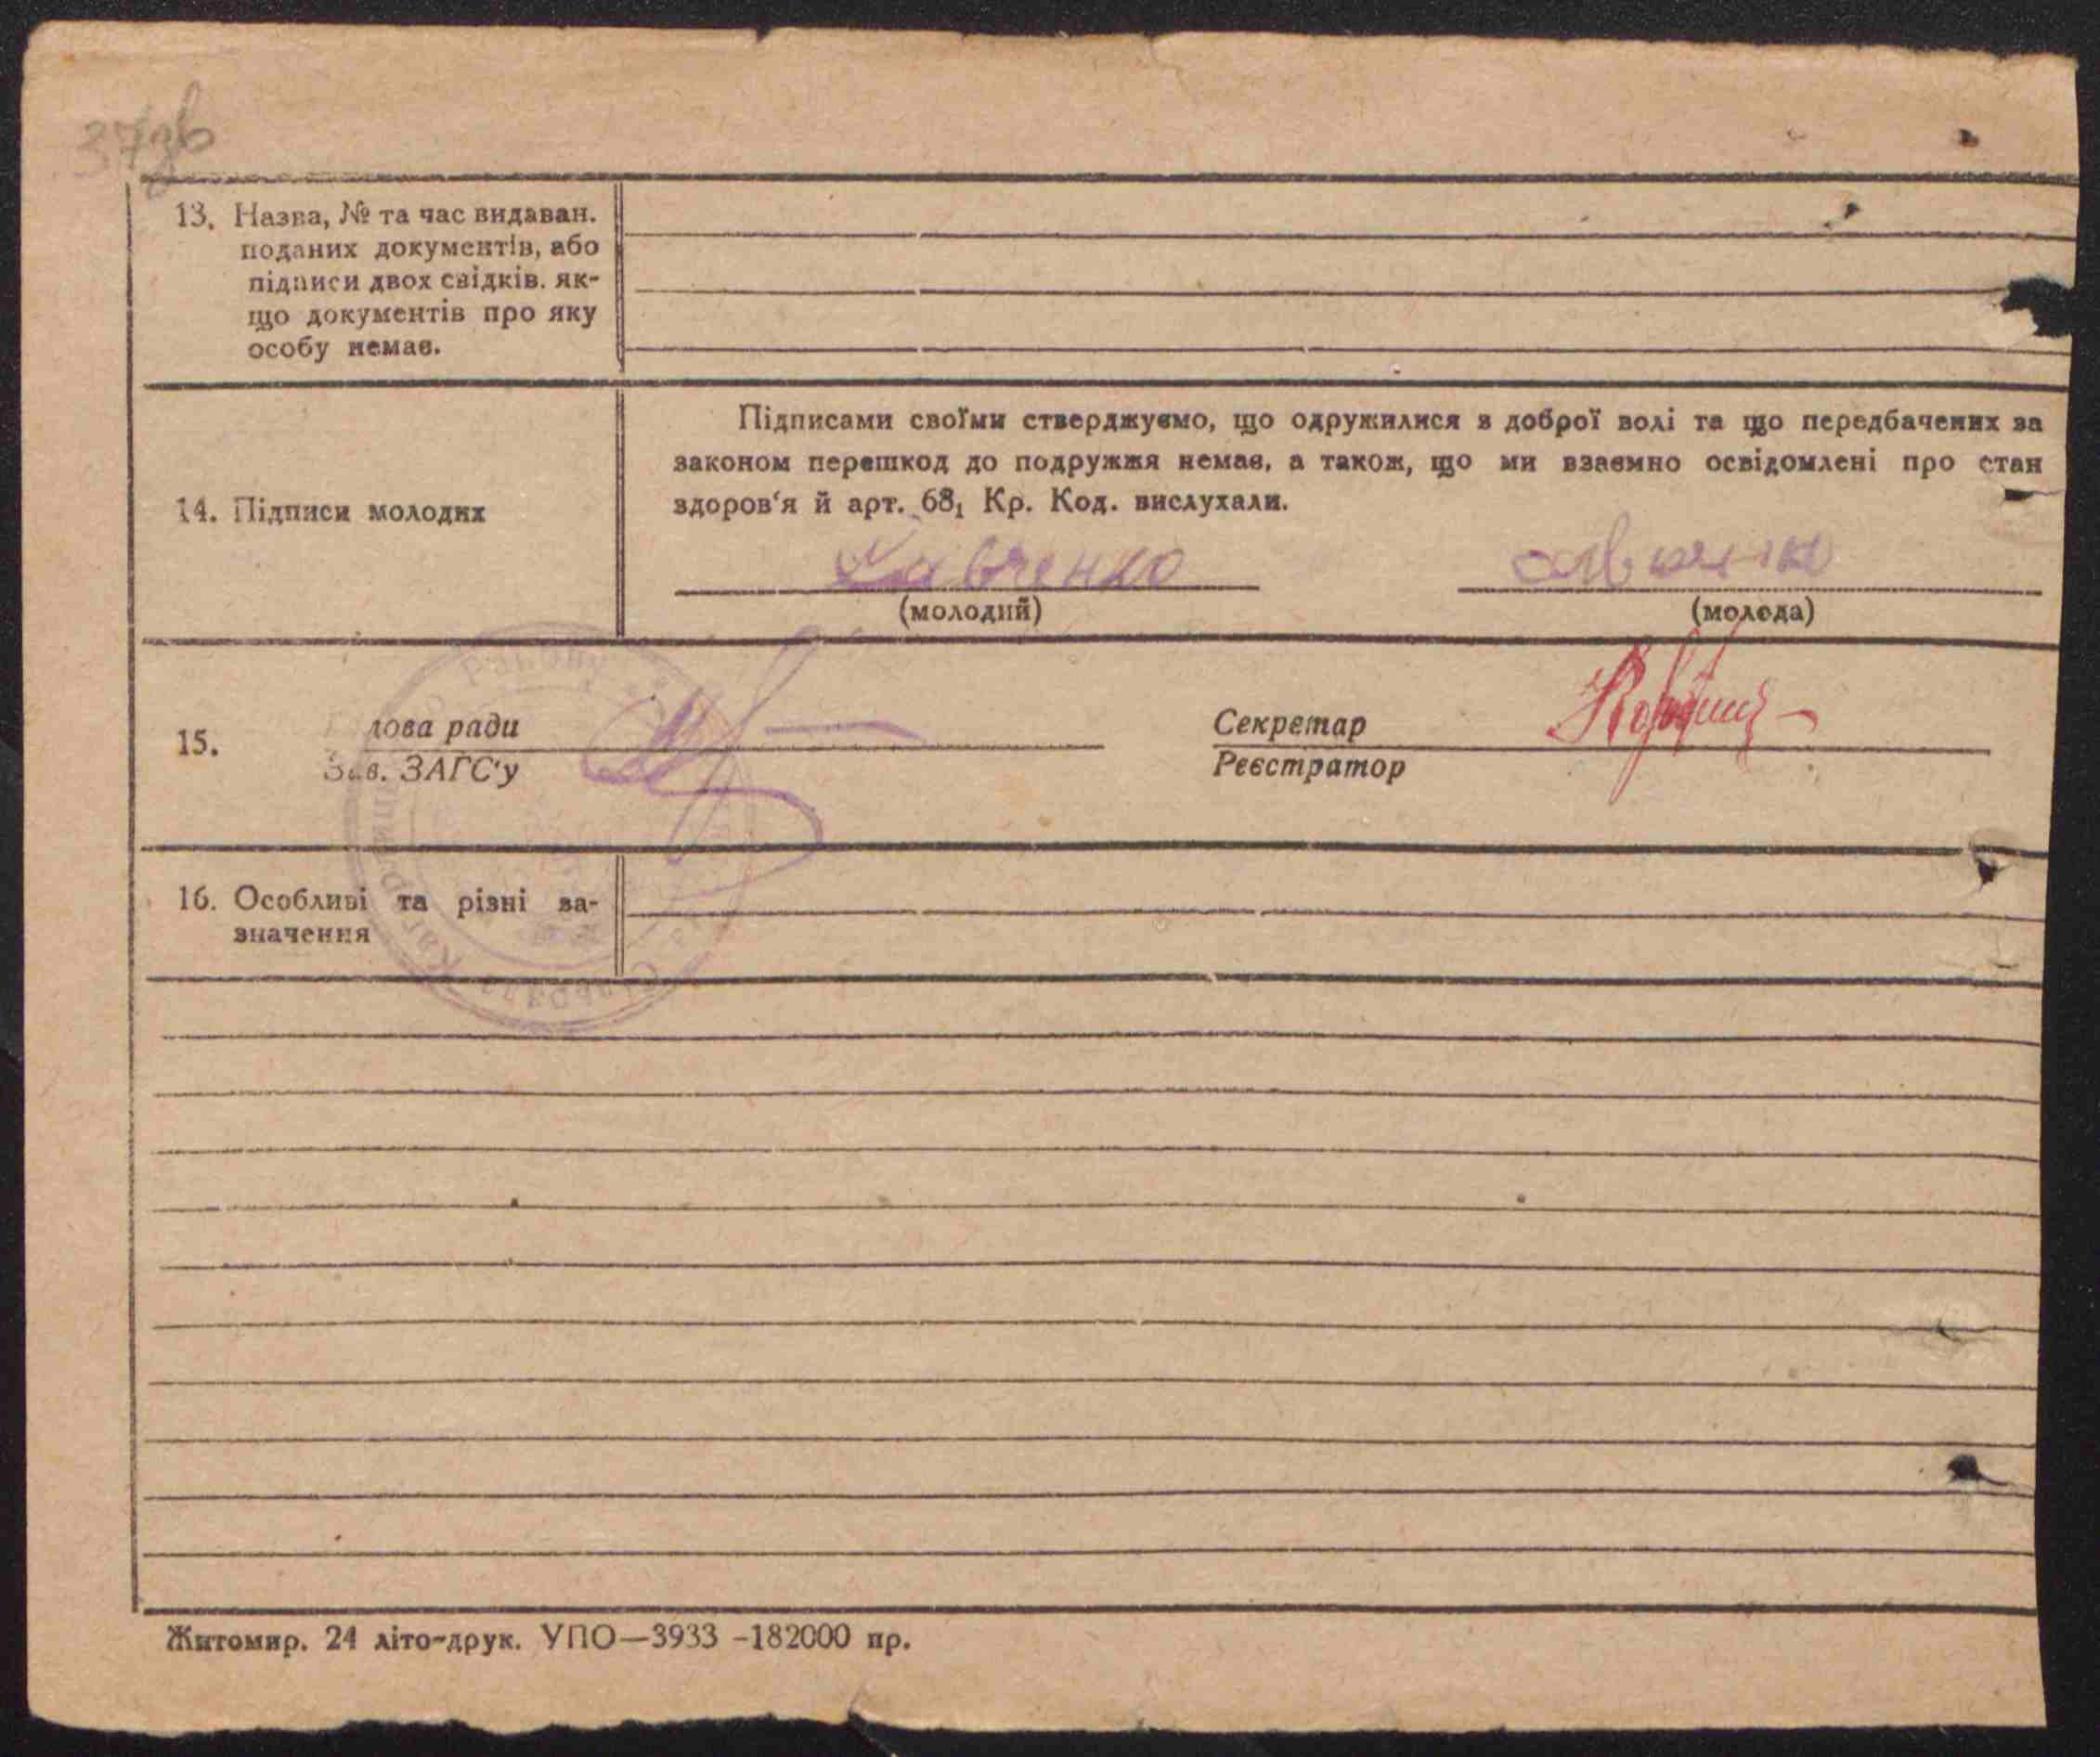 37зв
13. Назва, № та час видаван.
поданих документів, або
підписи двох свідків. як-
що документів про яку
особу немає.
Підписами своїми стверджуємо, що одружилися з доброї волі та що передбачених за
законом перешкод до подружжя немає, а також, що ми взаємно освідомлені про стан
здоров'я й арт. 68₁ Кр. Код. вислухали.
14. Підписи молодих
(молодий) (молода)
15.
лова ради
Зав. ЗАГС'у
Секретар
Реєстратор
16. Особливі та різні за-
значення
Житомир. 24 літо-друк. УПО—3933 -182000 пр.